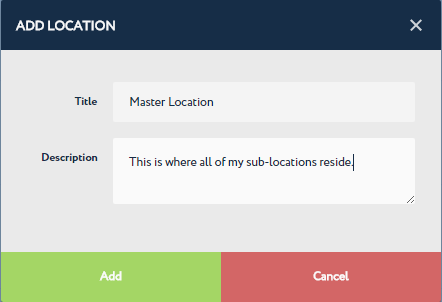 ADD LOCATION
Title
Master Location
Description
This is where all of my sub-locations reside.
Add
Cancel